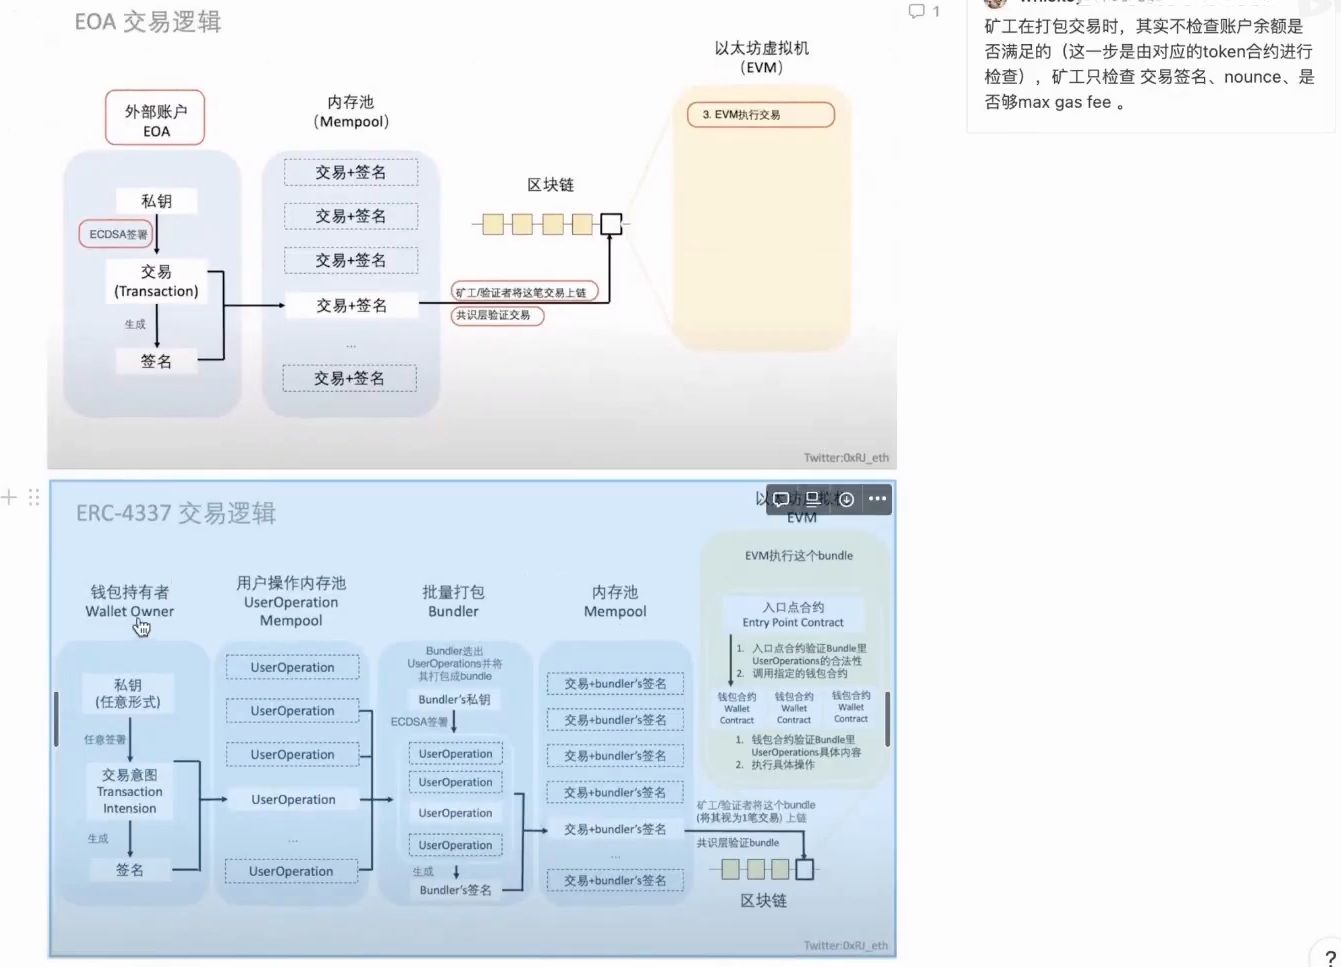 EOA 交易逻辑
1
矿工在打包交易时，其实不检查账户余额是
否满足的（这一步是由对应的token合约进行
检查），矿工只检查 交易签名、nounce、是
否够max gas fee 。
外部账户
EOA
私钥
ECDSA签署
交易
(Transaction)
生成
签名
内存池
（Mempool）
交易+签名
交易+签名
交易+签名
交易+签名
...
交易+签名
区块链
矿工/验证者将这笔交易上链
共识层验证交易
以太坊虚拟机
（EVM）
3. EVM执行交易
Twitter:0xRJ_eth
ERC-4337 交易逻辑
钱包持有者
Wallet Owner
私钥
(任意形式)
任意签署
交易意图
Transaction
Intension
生成
签名
用户操作内存池
UserOperation
Mempool
UserOperation
UserOperation
UserOperation
UserOperation
...
UserOperation
批量打包
Bundler
Bundler选出
UserOperations并将
其打包成bundle
Bundler's私钥
ECDSA签署
UserOperation
UserOperation
UserOperation
UserOperation
生成
Bundler's签名
内存池
Mempool
交易+bundler's签名
交易+bundler's签名
交易+bundler's签名
交易+bundler's签名
交易+bundler's签名
...
交易+bundler's签名
EVM
EVM执行这个bundle
入口点合约
Entry Point Contract
1. 入口点合约验证Bundle里
UserOperations的合法性
2. 调用指定的钱包合约
钱包合约
Wallet
Contract
钱包合约
Wallet
Contract
钱包合约
Wallet
Contract
1. 钱包合约验证Bundle里
UserOperations具体内容
2. 执行具体操作
矿工/验证者将这个bundle
(将其视为1笔交易) 上链
共识层验证bundle
区块链
Twitter:0xRJ_eth
?